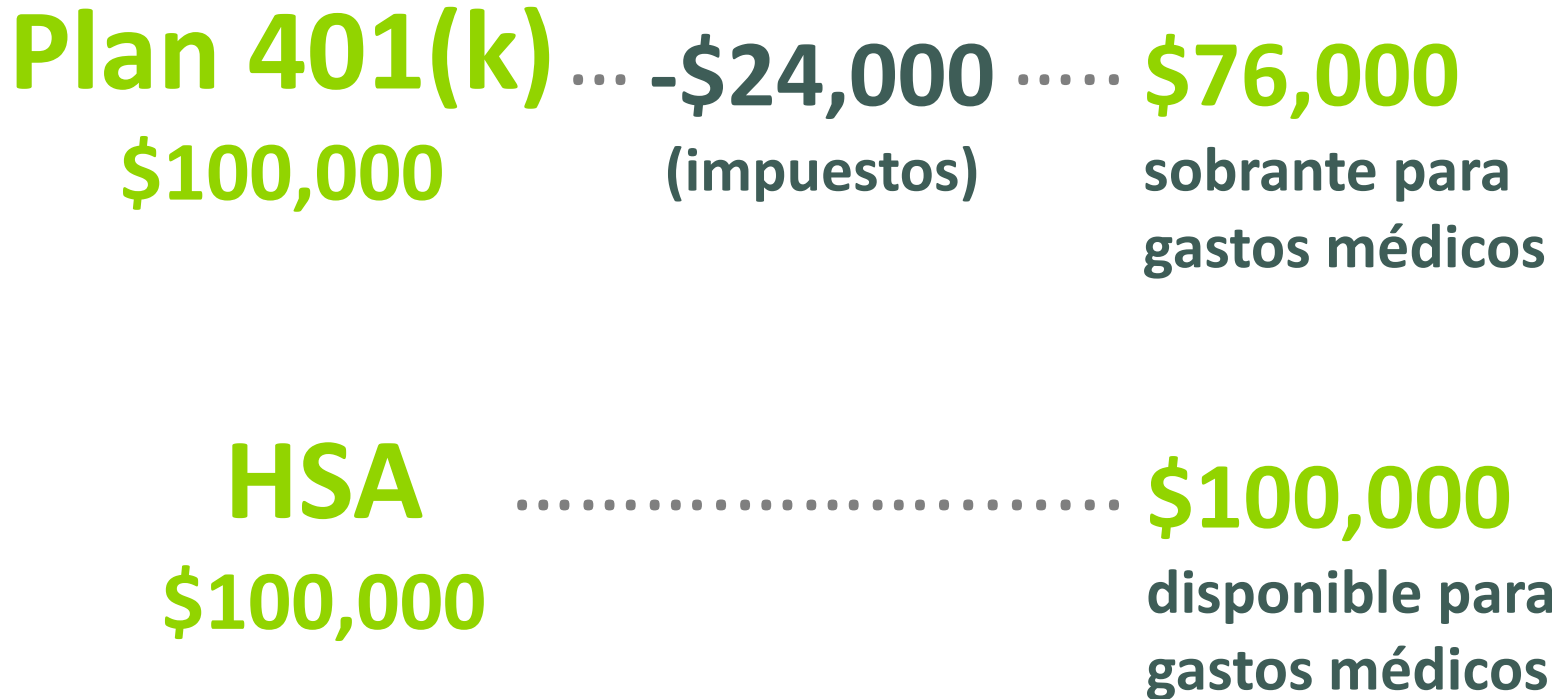 Plan 401(k) ... -$24,000 ..... $76,000
$100,000 (impuestos) sobrante para
gastos médicos
HSA ........................ $100,000
$100,000 disponible para
gastos médicos